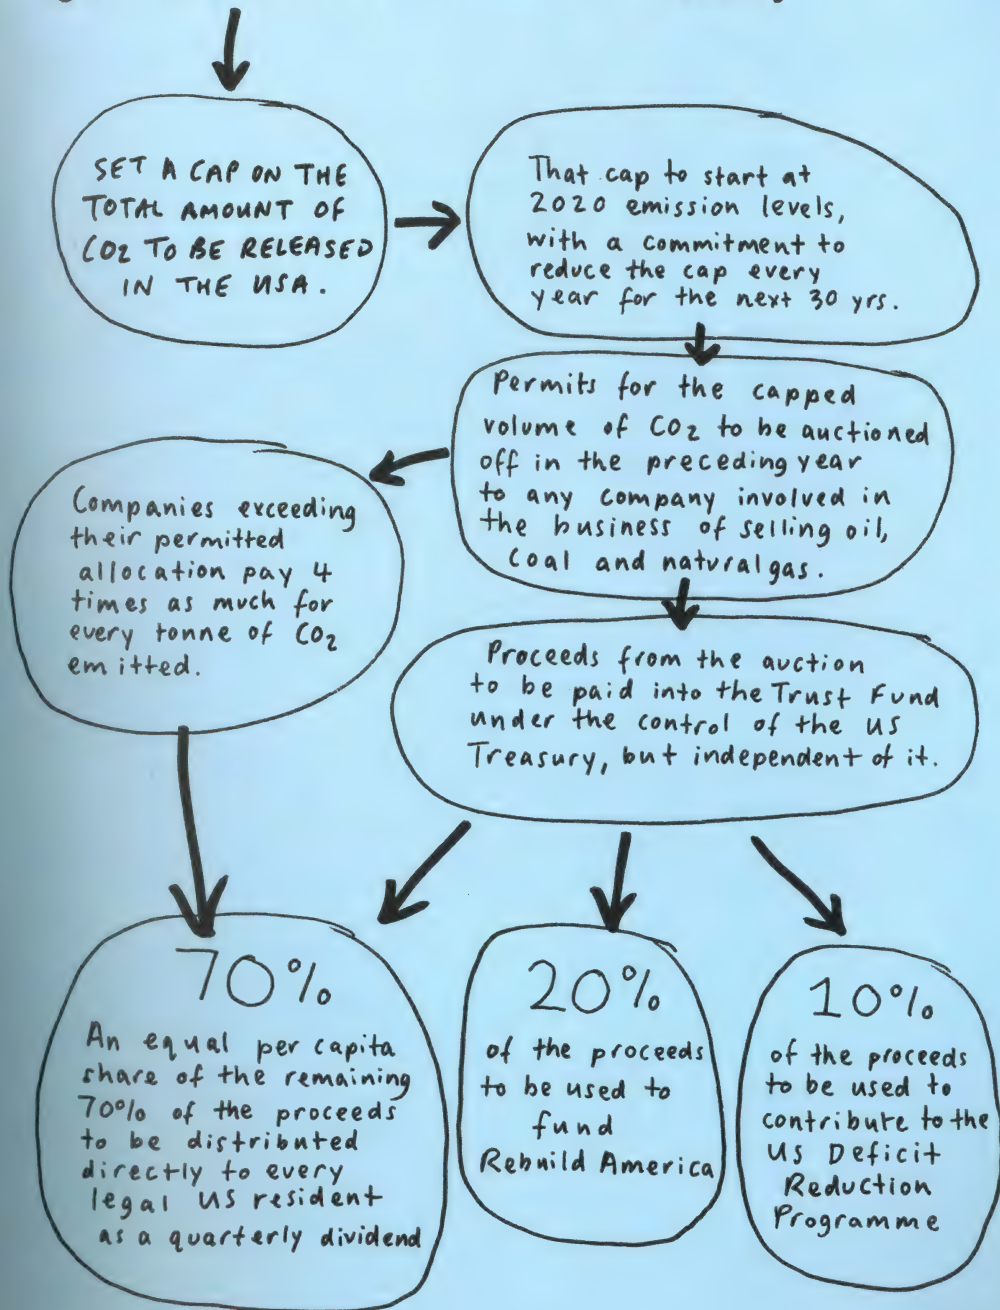 SET A CAP ON THE
TOTAL AMOUNT OF
CO2 TO BE RELEASED
IN THE USA.
That cap to start at
2020 emission levels,
with a commitment to
reduce the cap every
year for the next 30 yrs.
Permits for the capped
volume of CO2 to be auctioned
off in the preceding year
to any company involved in
the business of selling oil,
coal and natural gas.
Companies exceeding
their permitted
allocation pay 4
times as much for
every tonne of CO2
emitted.
Proceeds from the auction
to be paid into the Trust Fund
under the control of the US
Treasury, but independent of it.
70%
An equal per capita
share of the remaining
70% of the proceeds
to be distributed
directly to every
legal US resident
as a quarterly dividend
20%
of the proceeds
to be used to
fund
Rebuild America
10%
of the proceeds
to be used to
contribute to the
US Deficit
Reduction
Programme